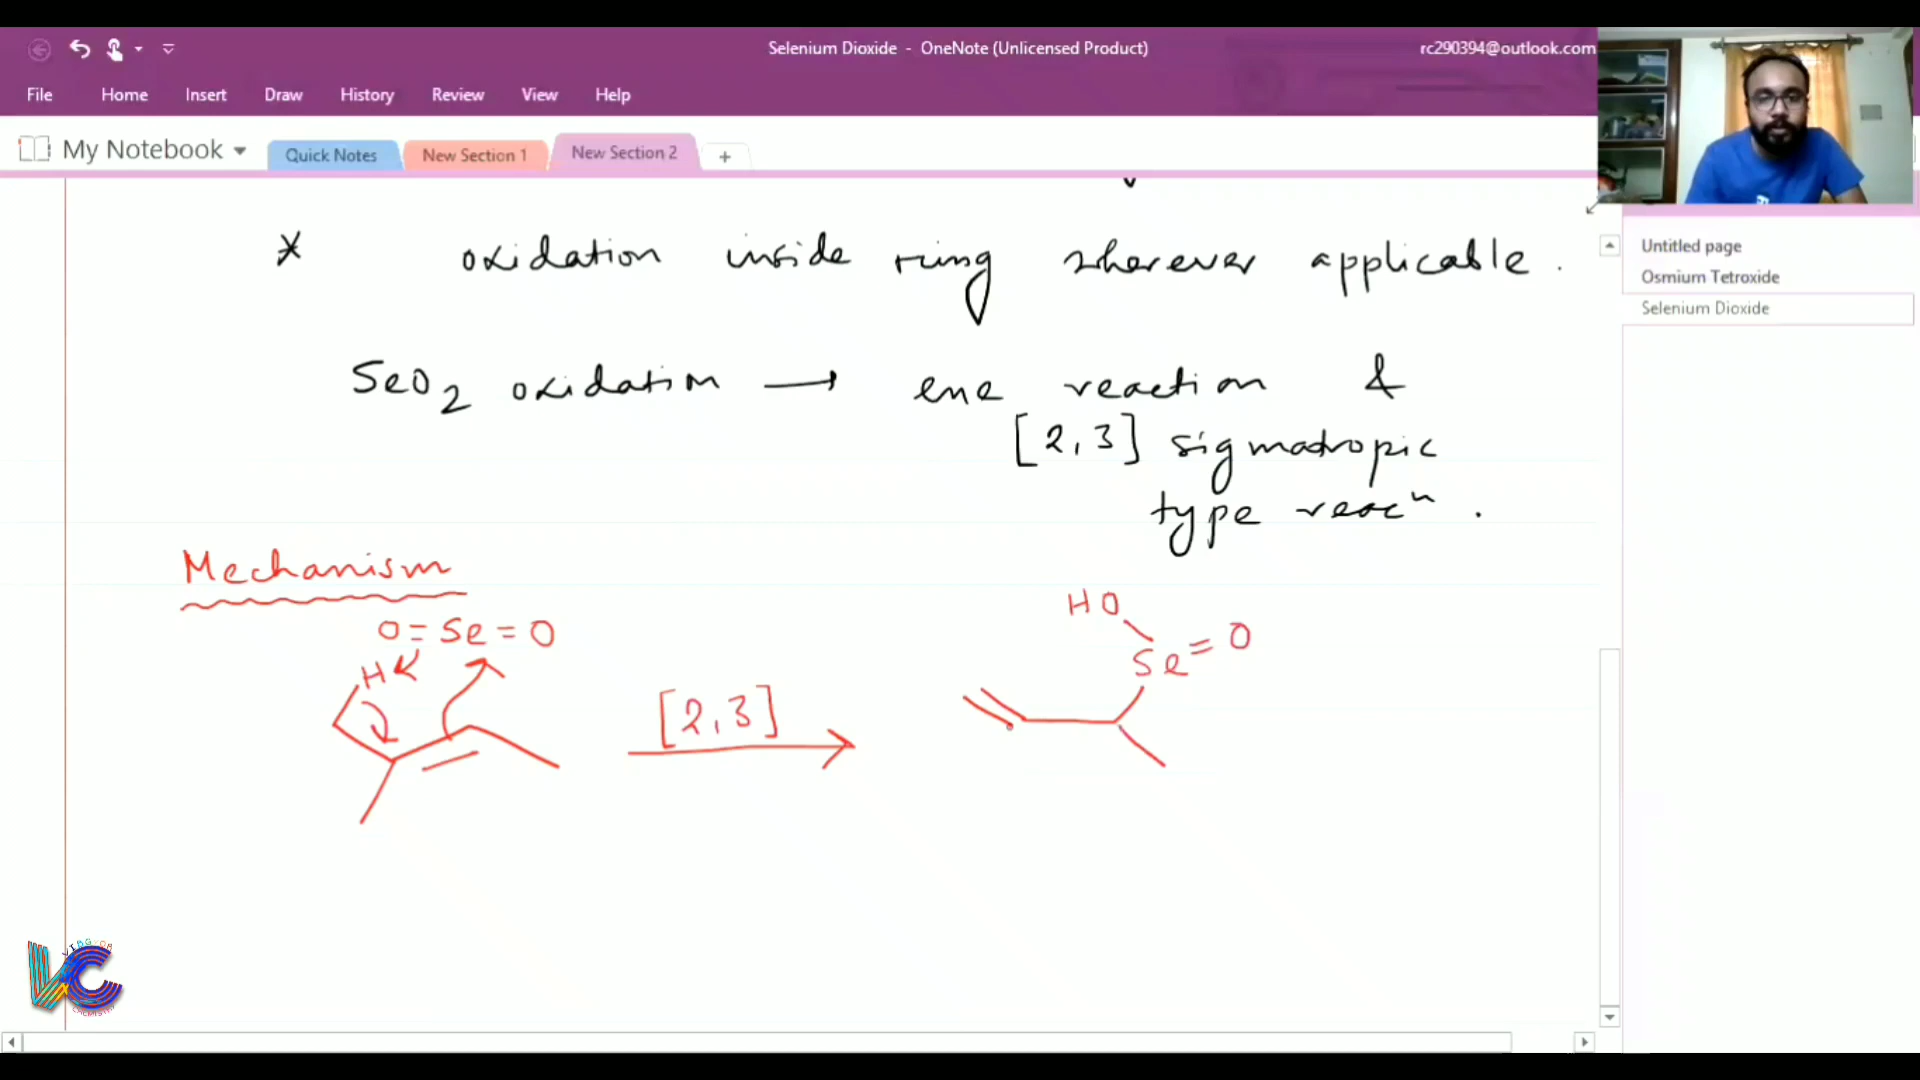 Selenium Dioxide - OneNote (Unlicensed Product)
rc290394@outlook.com
File Home Insert Draw History Review View Help
My Notebook
Quick Notes
New Section 1
New Section 2
+
Untitled page
Osmium Tetroxide
Selenium Dioxide
* oxidation inside ring wherever applicable.
SeO2 oxidation → ene reaction &
[2,3] sigmatropic
type reacn.
Mechanism
O=Se=O
H
[2,3]
HO
Se=O
VC
CHEMISTRY